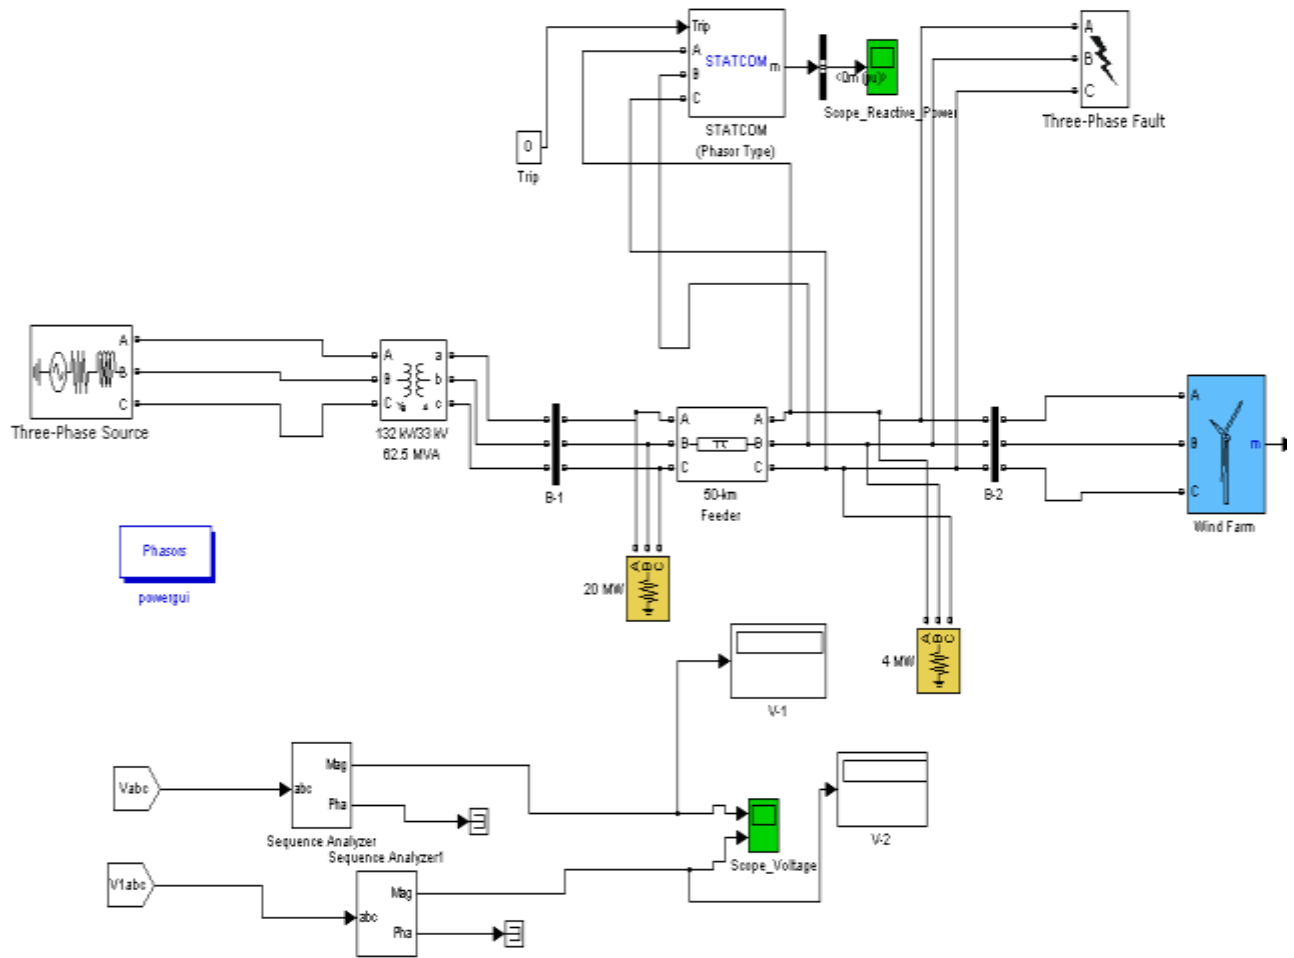 Trip
A
B
C
STATCOM
m
STATCOM
(Phasor Type)
<Qm (pu)>
Scope_Reactive_Power
A
B
C
Three-Phase Fault
0
Trip
A
B
C
Three-Phase Source
A
B
C
a
b
c
132 kV/33 kV
62.5 MVA
B-1
A
B
C
A
B
C
50-km
Feeder
B-2
A
B
C
m
Wind Farm
Phasors
powergui
20 MW
A
B
C
4 MW
A
B
C
V-1
Vabc
abc
Mag
Pha
Sequence Analyzer
V-2
Scope_Voltage
Sequence Analyzer1
V1abc
abc
Mag
Pha